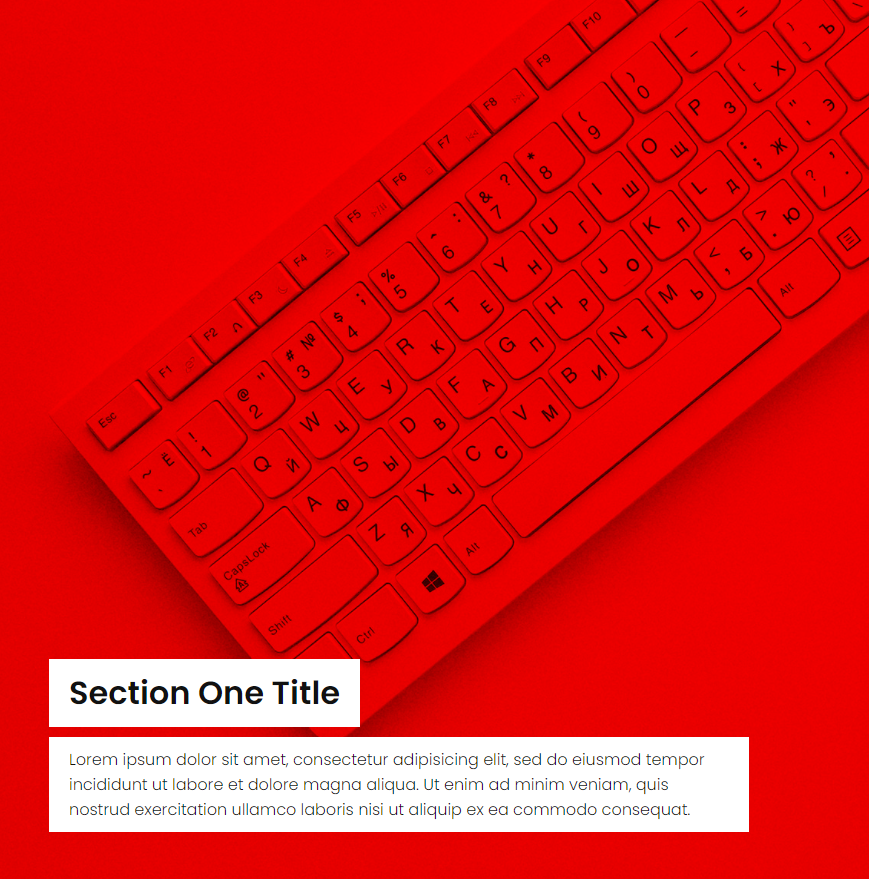 Esc F1 F2 F3 F4 F5 F6 F7 F8 F9 F10
~ Ё ! 1 @ " 2 # № 3 $ ; 4 % 5 ^ : 6 & ? 7 * 8 ( 9 ) 0 =
Tab Q Й W Ц E У R К T Е Y Н U Г I Ш O Щ P З [ Х ] Ъ
CapsLock A Ф S Ы D В F А G П H Р J О K Л L Д : ; Ж " ' Э
Shift Z Я X Ч C С V М B И N Т M Ь < , Б > . Ю ? /
Ctrl Alt Alt
Section One Title
Lorem ipsum dolor sit amet, consectetur adipisicing elit, sed do eiusmod tempor
incididunt ut labore et dolore magna aliqua. Ut enim ad minim veniam, quis
nostrud exercitation ullamco laboris nisi ut aliquip ex ea commodo consequat.